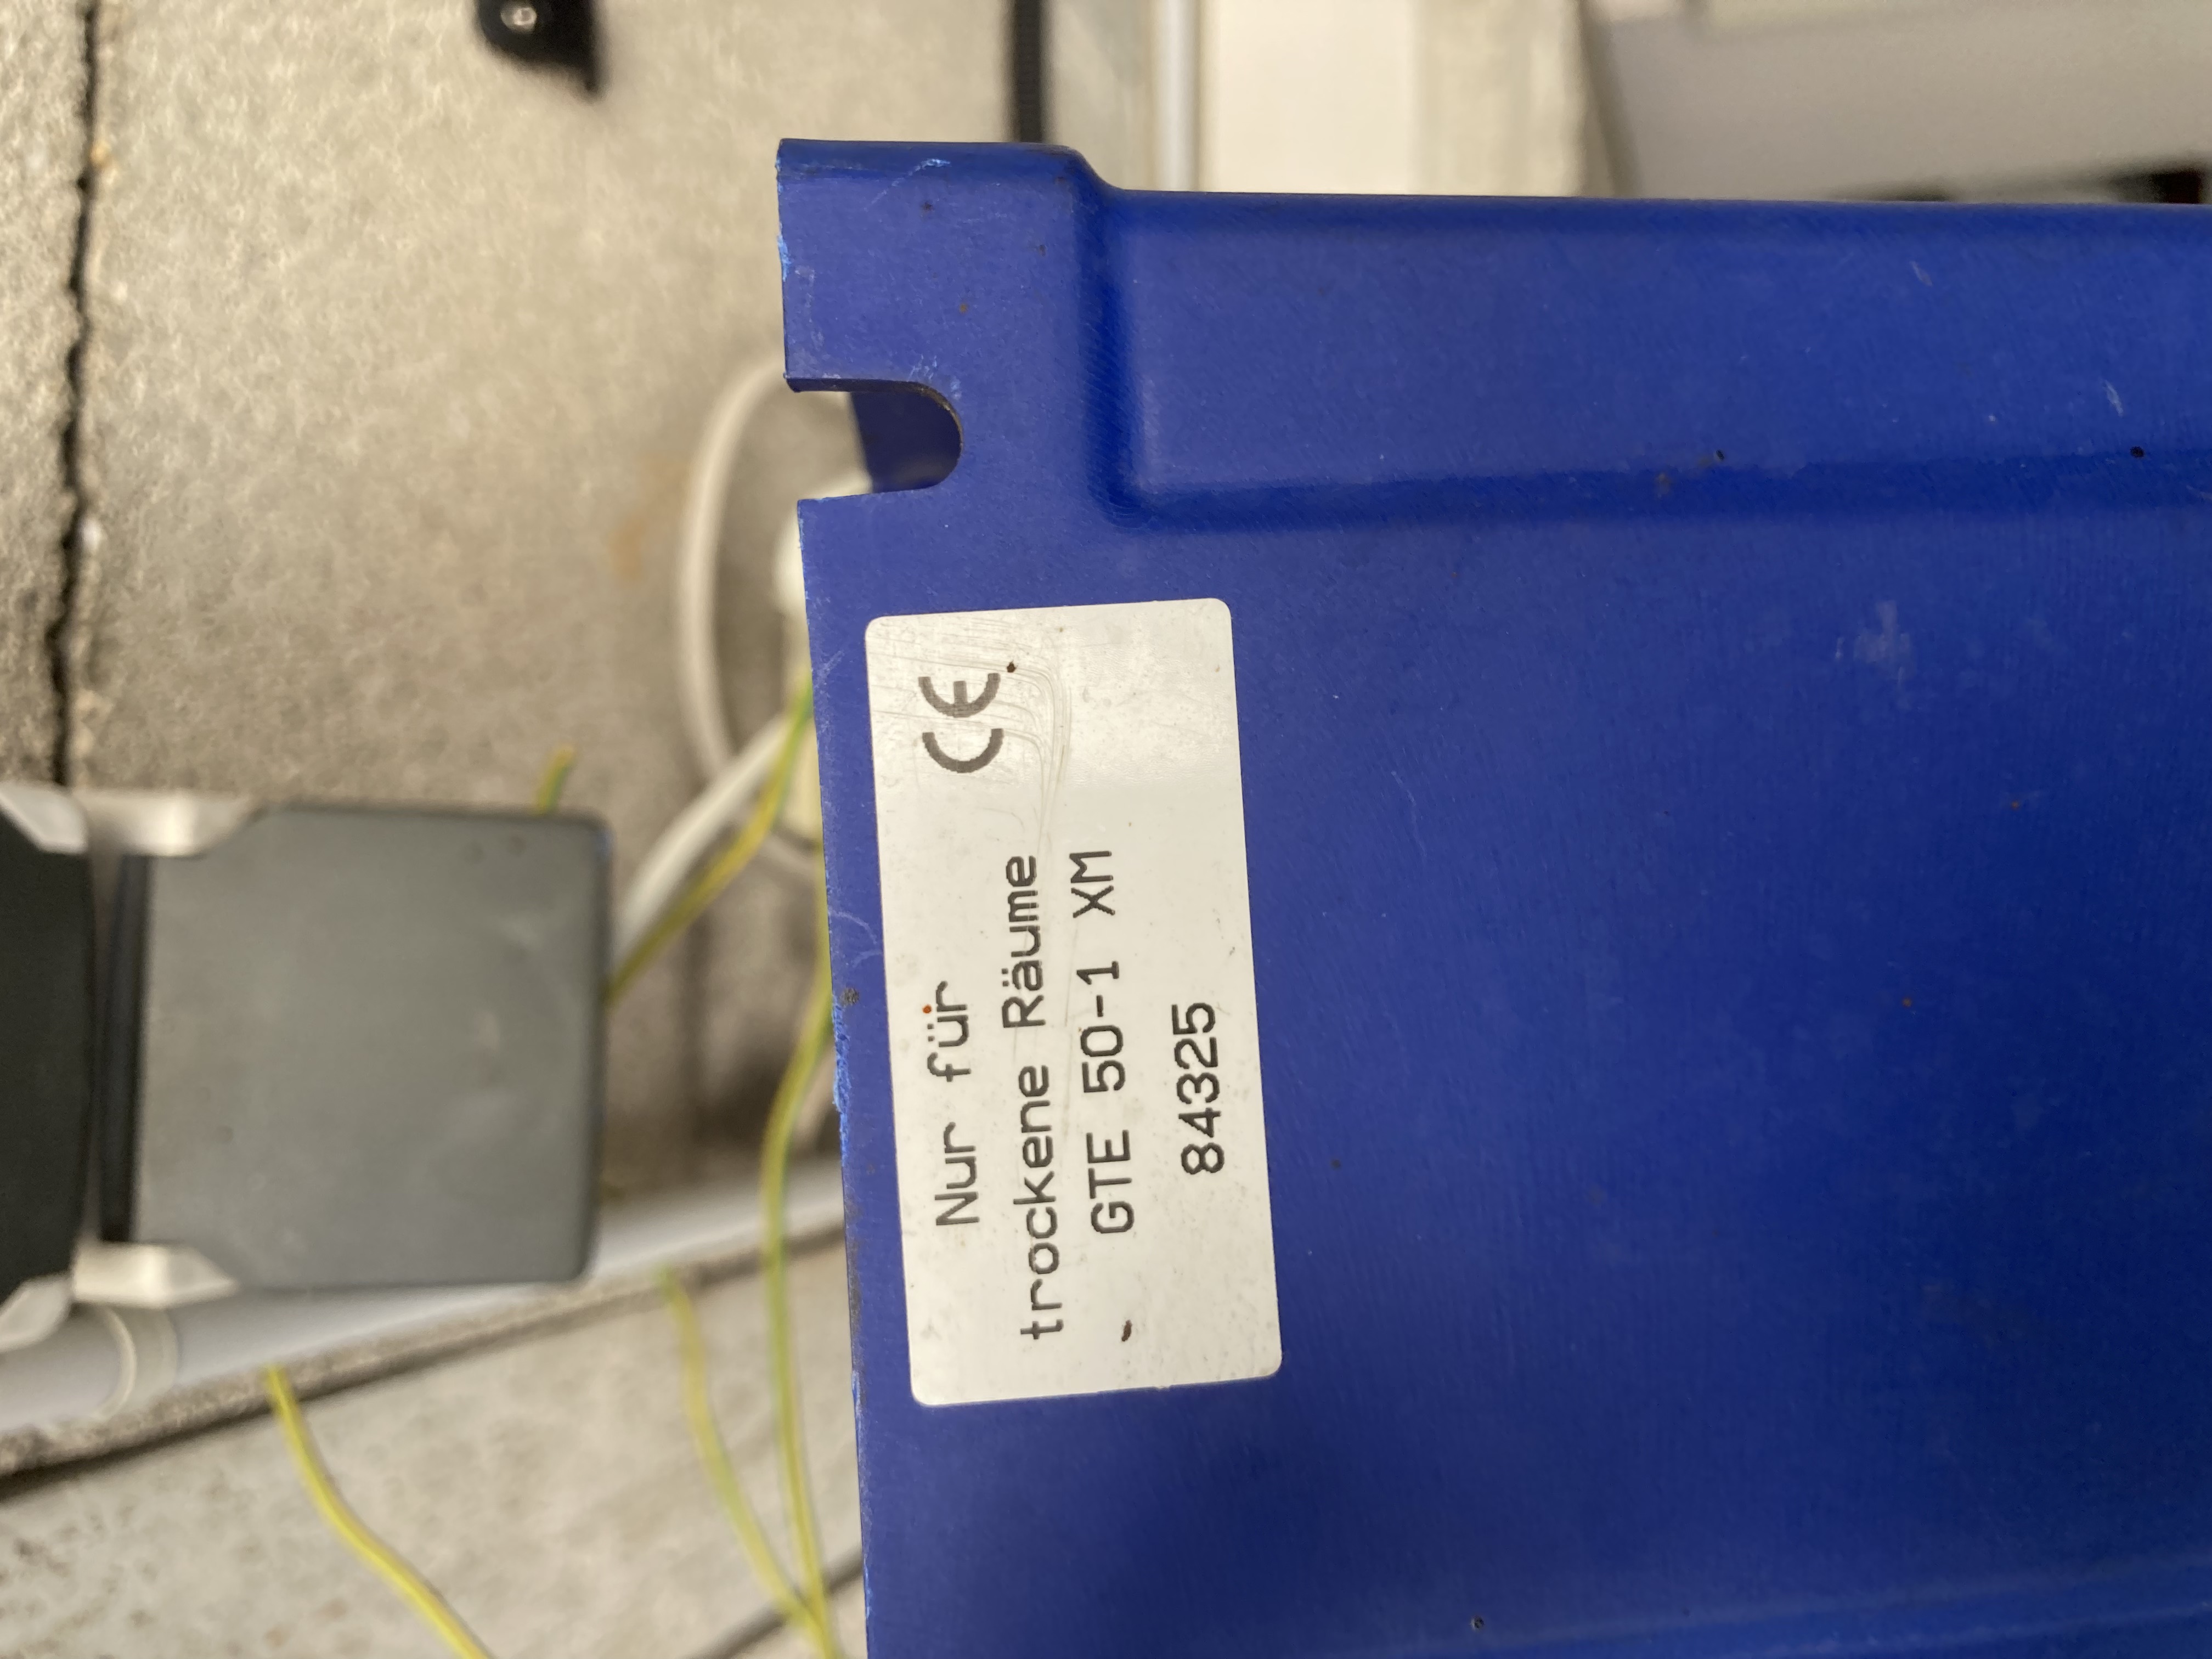 CE
Nur für
trockene Räume
GTE 50-1 XM
84325